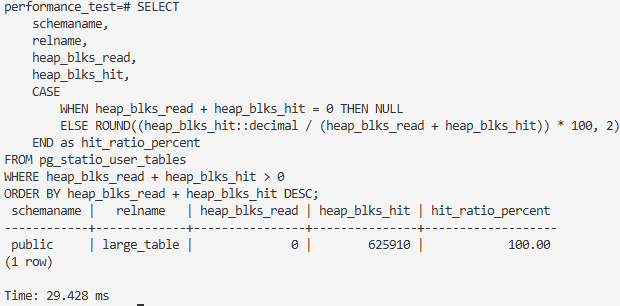 performance_test=# SELECT
    schemaname,
    relname,
    heap_blks_read,
    heap_blks_hit,
    CASE
        WHEN heap_blks_read + heap_blks_hit = 0 THEN NULL
        ELSE ROUND((heap_blks_hit::decimal / (heap_blks_read + heap_blks_hit)) * 100, 2)
    END as hit_ratio_percent
FROM pg_statio_user_tables
WHERE heap_blks_read + heap_blks_hit > 0
ORDER BY heap_blks_read + heap_blks_hit DESC;
 schemaname |   relname   | heap_blks_read | heap_blks_hit | hit_ratio_percent
------------+-------------+----------------+---------------+-------------------
 public     | large_table |              0 |        625910 |            100.00
(1 row)

Time: 29.428 ms